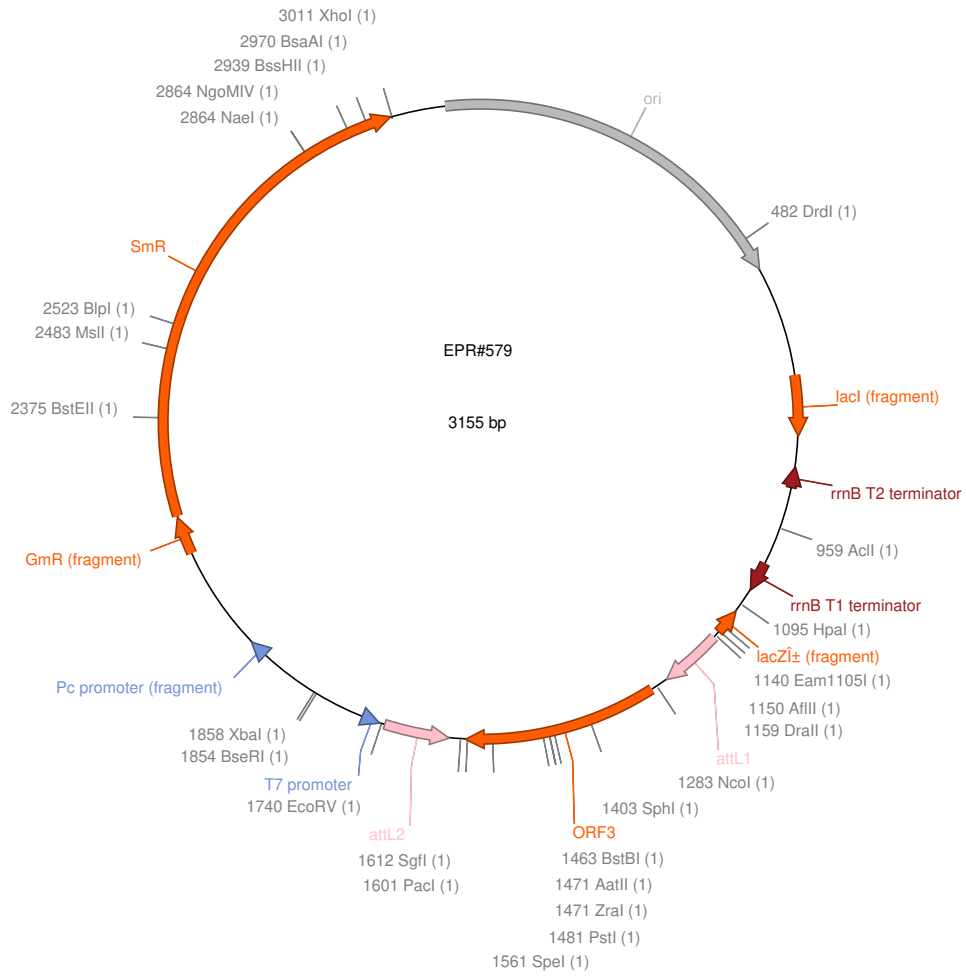 3011 XhoI (1)
2970 BsaAI (1)
2939 BssHII (1)
2864 NgoMIV (1)
2864 NaeI (1)
ori
482 DrdI (1)
SmR
2523 BlpI (1)
2483 MslI (1)
2375 BstEII (1)
EPR#579
3155 bp
lacI (fragment)
rrnB T2 terminator
959 AclI (1)
GmR (fragment)
rrnB T1 terminator
1095 HpaI (1)
lacZÎ± (fragment)
1140 Eam1105I (1)
1150 AflII (1)
1159 DraII (1)
Pc promoter (fragment)
1858 XbaI (1)
1854 BseRI (1)
T7 promoter
1740 EcoRV (1)
attL1
1283 NcoI (1)
1403 SphI (1)
attL2
ORF3
1612 SgfI (1)
1601 PacI (1)
1463 BstBI (1)
1471 AatII (1)
1471 ZraI (1)
1481 PstI (1)
1561 SpeI (1)